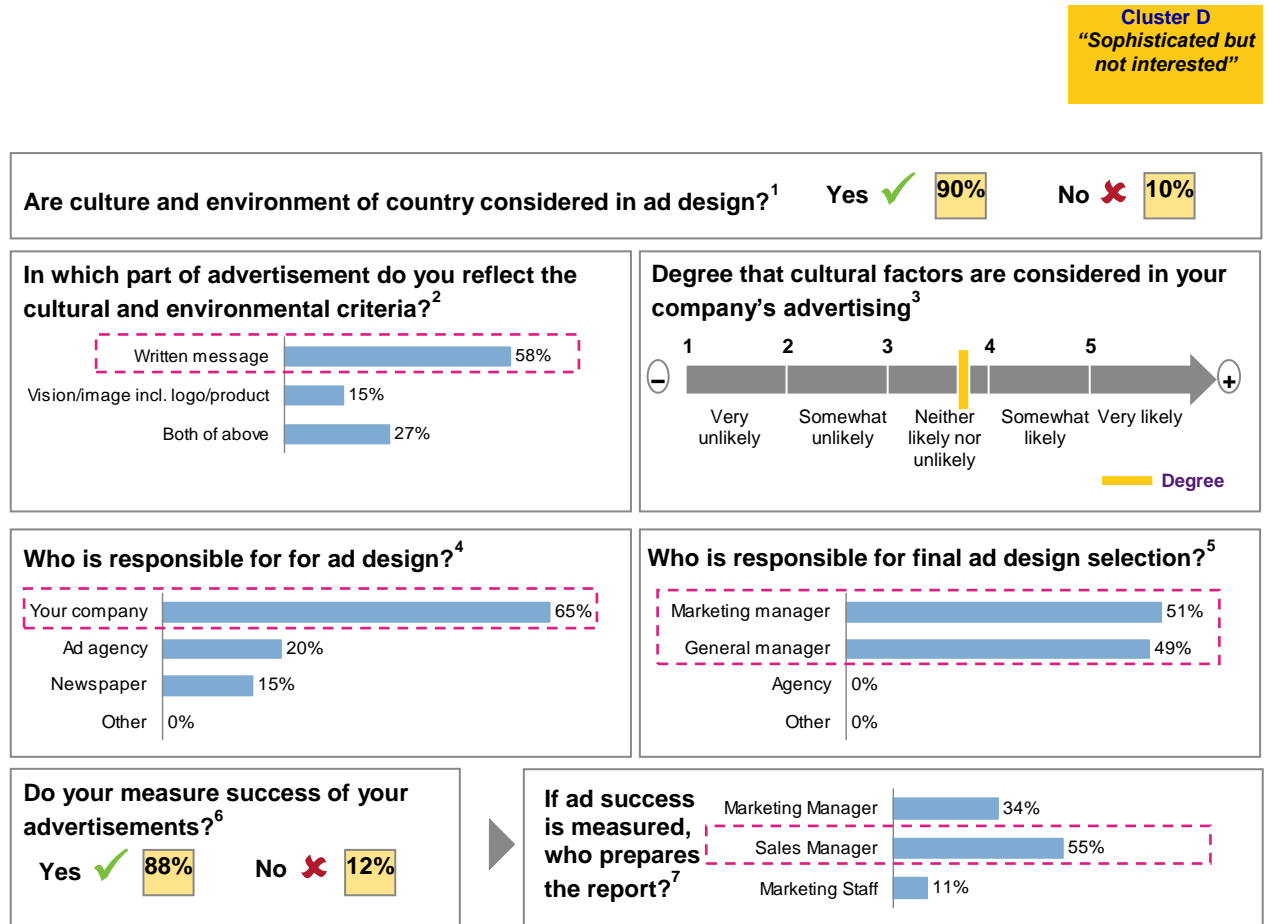 Cluster D
“Sophisticated but
not interested”
Are culture and environment of country considered in ad design?1 Yes 90% No 10%
In which part of advertisement do you reflect the
cultural and environmental criteria?2
Written message 58%
Vision/image incl. logo/product 15%
Both of above 27%
Degree that cultural factors are considered in your
company’s advertising3
1 2 3 4 5
– +
Very Somewhat Neither Somewhat Very likely
unlikely unlikely likely nor likely
unlikely
Degree
Who is responsible for for ad design?4
Your company 65%
Ad agency 20%
Newspaper 15%
Other 0%
Who is responsible for final ad design selection?5
Marketing manager 51%
General manager 49%
Agency 0%
Other 0%
Do your measure success of your
advertisements?6
Yes 88% No 12%
If ad success
is measured,
who prepares
the report?7
Marketing Manager 34%
Sales Manager 55%
Marketing Staff 11%